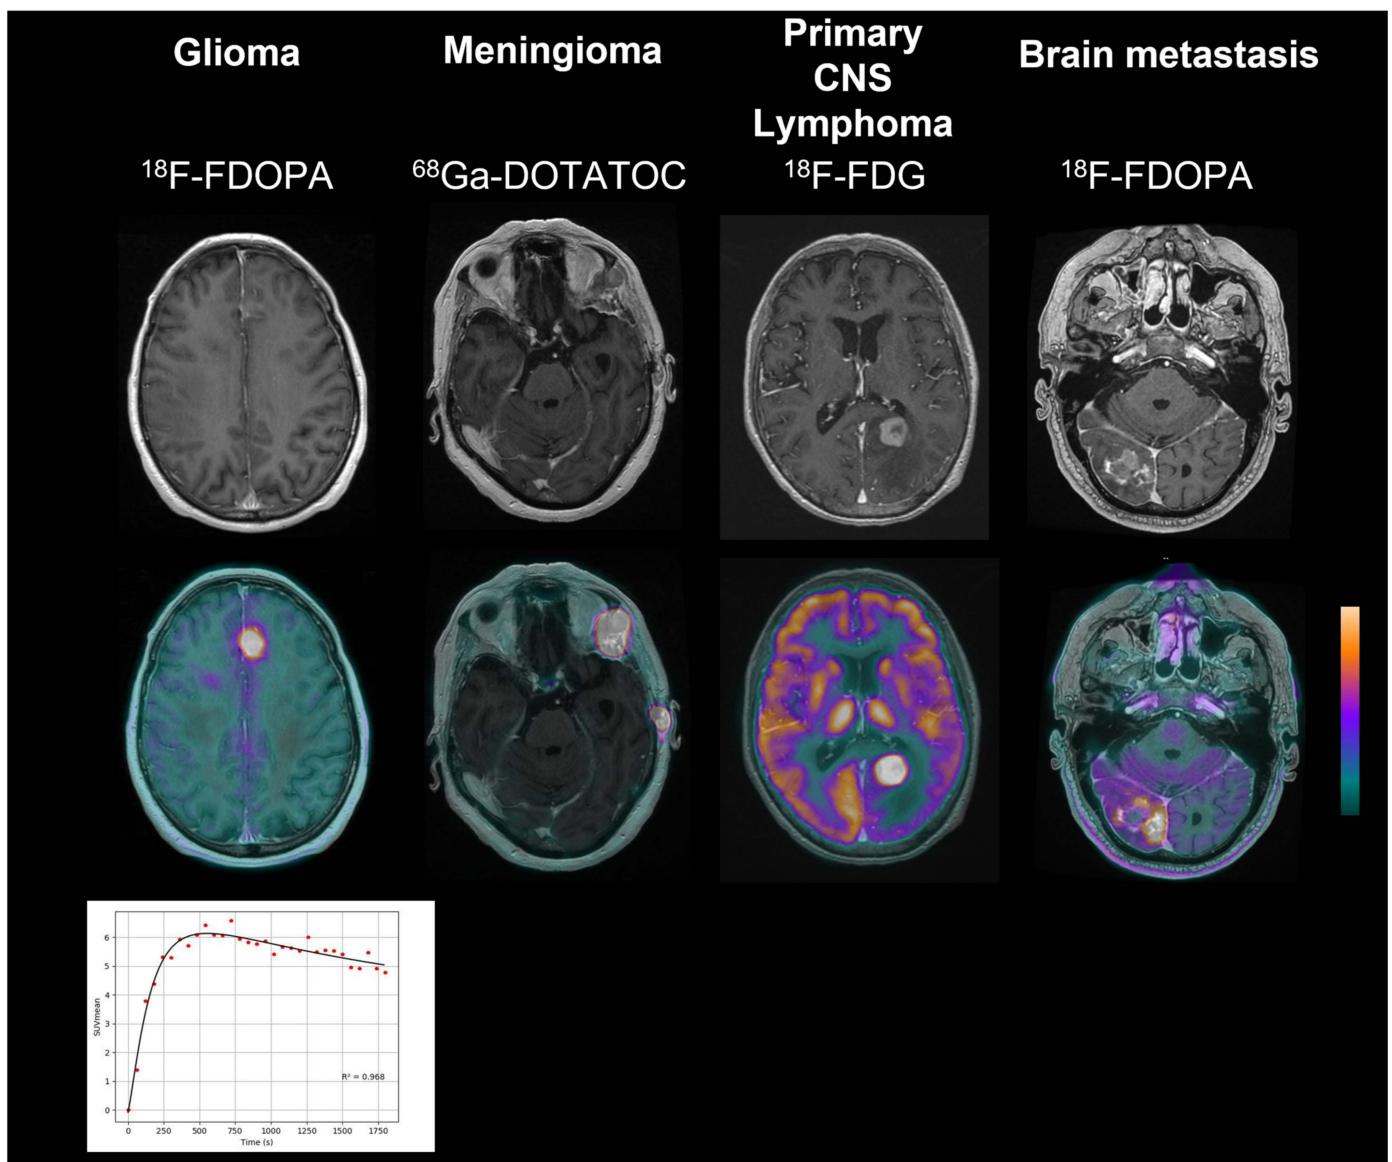 Glioma
Meningioma
Primary
CNS
Lymphoma
Brain metastasis
¹⁸F-FDOPA
⁶⁸Ga-DOTATOC
¹⁸F-FDG
¹⁸F-FDOPA
6
5
4
3
2
1
0
SUVmean
R² = 0.968
0 250 500 750 1000 1250 1500 1750
Time (s)